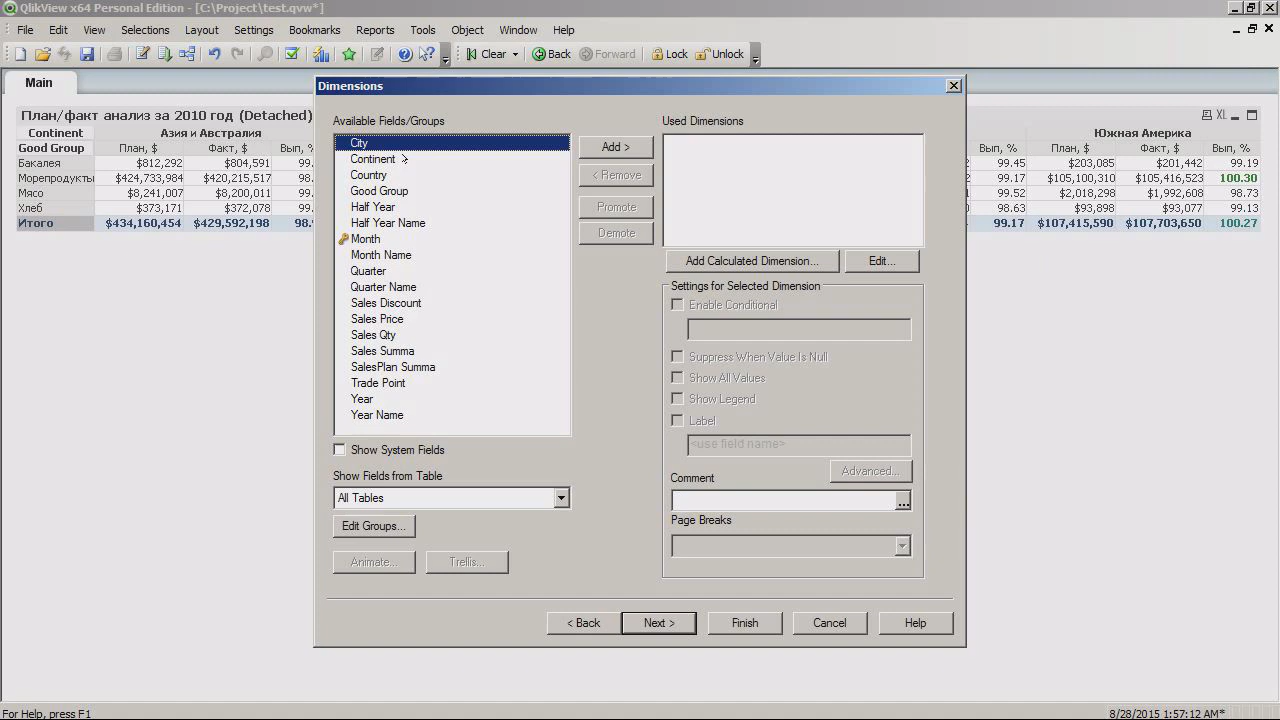 QlikView x64 Personal Edition - [C:\Project\test.qvw*]
File Edit View Selections Layout Settings Bookmarks Reports Tools Object Window Help
Clear Back Forward Lock Unlock
Main
План/факт анализ за 2010 год (Detached) XL
Continent Азия и Австралия Южная Америка
Good Group План, $ Факт, $ Вып, % Вып, % План, $ Факт, $ Вып, %
Бакалея $812,292 $804,591 99. 99.45 $203,085 $201,442 99.19
Морепродукты $424,733,984 $420,215,517 98. 99.17 $105,100,310 $105,416,523 100.30
Мясо $8,241,007 $8,200,011 99. 99.52 $2,018,298 $1,992,608 98.73
Хлеб $373,171 $372,078 99. 98.63 $93,898 $93,077 99.13
Итого $434,160,454 $429,592,198 98. 99.17 $107,415,590 $107,703,650 100.27
Dimensions
Available Fields/Groups
City
Continent
Country
Good Group
Half Year
Half Year Name
Month
Month Name
Quarter
Quarter Name
Sales Discount
Sales Price
Sales Qty
Sales Summa
SalesPlan Summa
Trade Point
Year
Year Name
Show System Fields
Show Fields from Table
All Tables
Edit Groups...
Animate... Trellis...
Add >
< Remove
Promote
Demote
Used Dimensions
Add Calculated Dimension... Edit...
Settings for Selected Dimension
Enable Conditional
Suppress When Value Is Null
Show All Values
Show Legend
Label
<use field name>
Advanced...
Comment
...
Page Breaks
< Back Next > Finish Cancel Help
For Help, press F1 8/28/2015 1:57:12 AM*